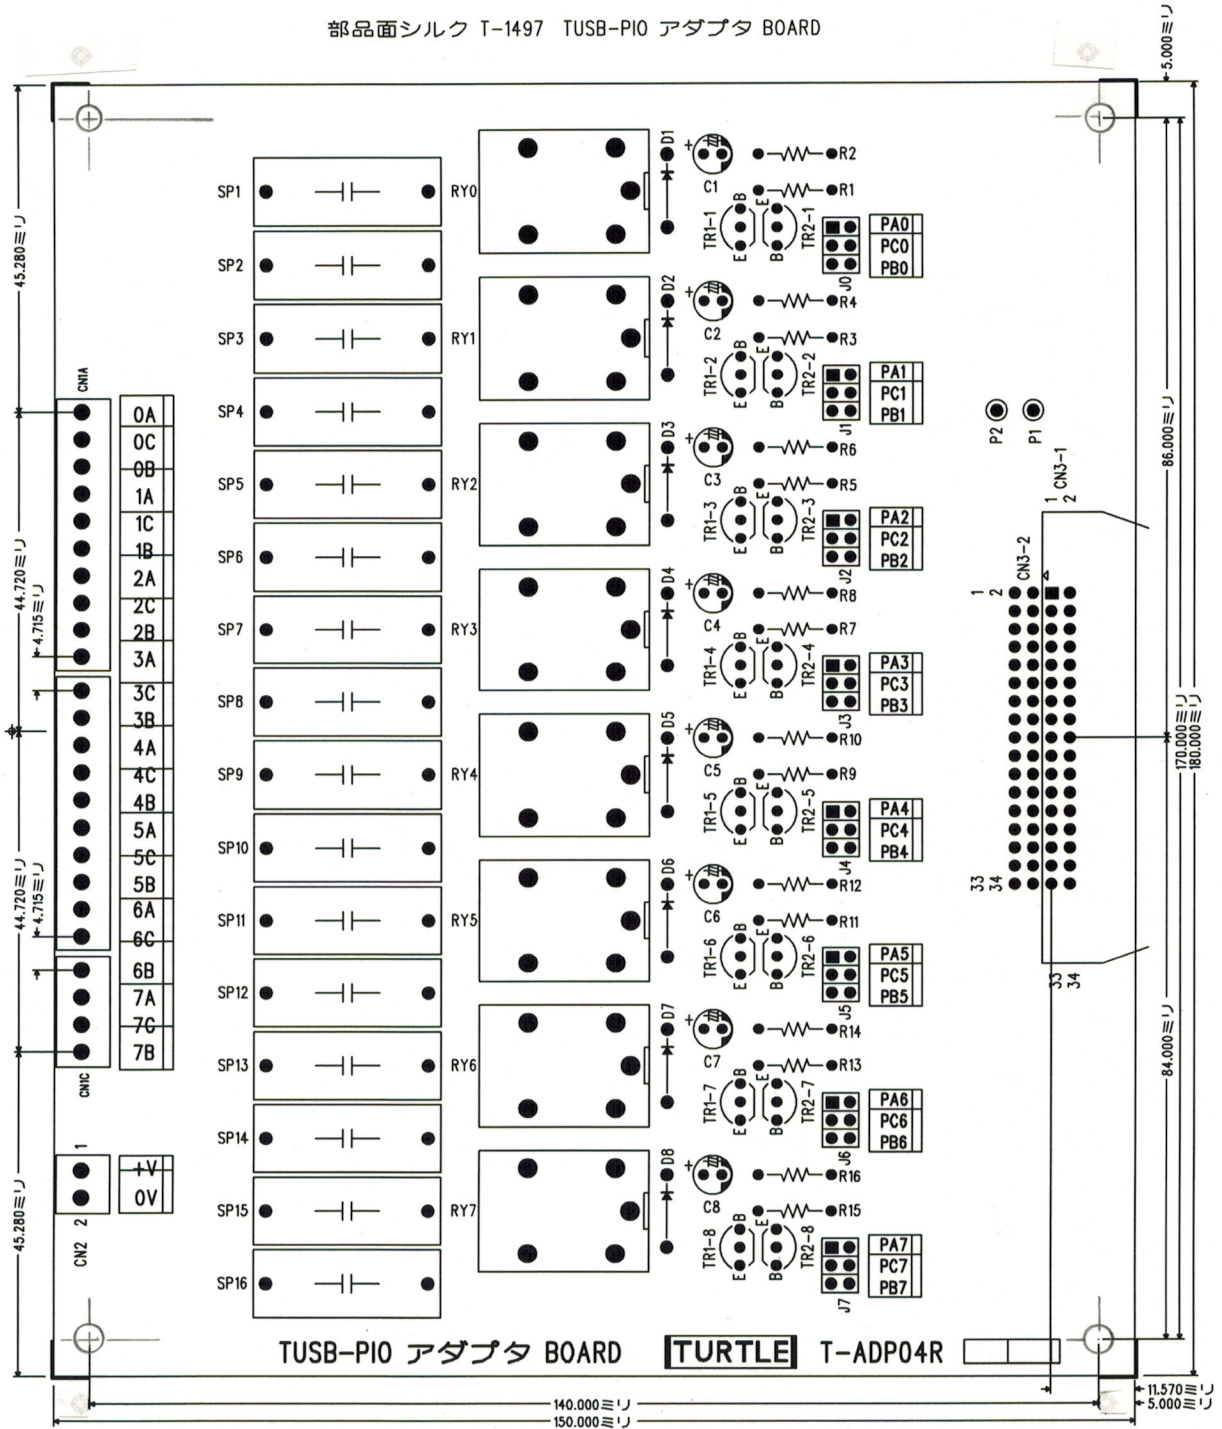 部品面シルク T-1497 TUSB-PIO アダプタ BOARD
5.000ミリ
45.280ミリ
44.720ミリ
4.715ミリ
44.720ミリ
4.715ミリ
45.280ミリ
CN1A
0A
0C
0B
1A
1C
1B
2A
2C
2B
3A
3C
3B
4A
4C
4B
5A
5C
5B
6A
6C
6B
7A
7C
7B
CN1C
1
+V
0V
CN2 2
SP1
SP2
SP3
SP4
SP5
SP6
SP7
SP8
SP9
SP10
SP11
SP12
SP13
SP14
SP15
SP16
RY0
D1
+
C1
R2
R1
TR1-1
B
E
E
B
TR2-1
J0
PA0
PC0
PB0
RY1
D2
+
C2
R4
R3
TR1-2
B
E
E
B
TR2-2
J1
PA1
PC1
PB1
RY2
D3
+
C3
R6
R5
TR1-3
B
E
E
B
TR2-3
J2
PA2
PC2
PB2
RY3
D4
+
C4
R8
R7
TR1-4
B
E
E
B
TR2-4
J3
PA3
PC3
PB3
RY4
D5
+
C5
R10
R9
TR1-5
B
E
E
B
TR2-5
J4
PA4
PC4
PB4
RY5
D6
+
C6
R12
R11
TR1-6
B
E
E
B
TR2-6
J5
PA5
PC5
PB5
RY6
D7
+
C7
R14
R13
TR1-7
B
E
E
B
TR2-7
J6
PA6
PC6
PB6
RY7
D8
+
C8
R16
R15
TR1-8
B
E
E
B
TR2-8
J7
PA7
PC7
PB7
P2
P1
CN3-1
1
2
CN3-2
1
2
33
34
33
34
86.000ミリ
170.000ミリ
180.000ミリ
84.000ミリ
TUSB-PIO アダプタ BOARD
TURTLE
T-ADP04R
11.570ミリ
140.000ミリ
5.000ミリ
150.000ミリ